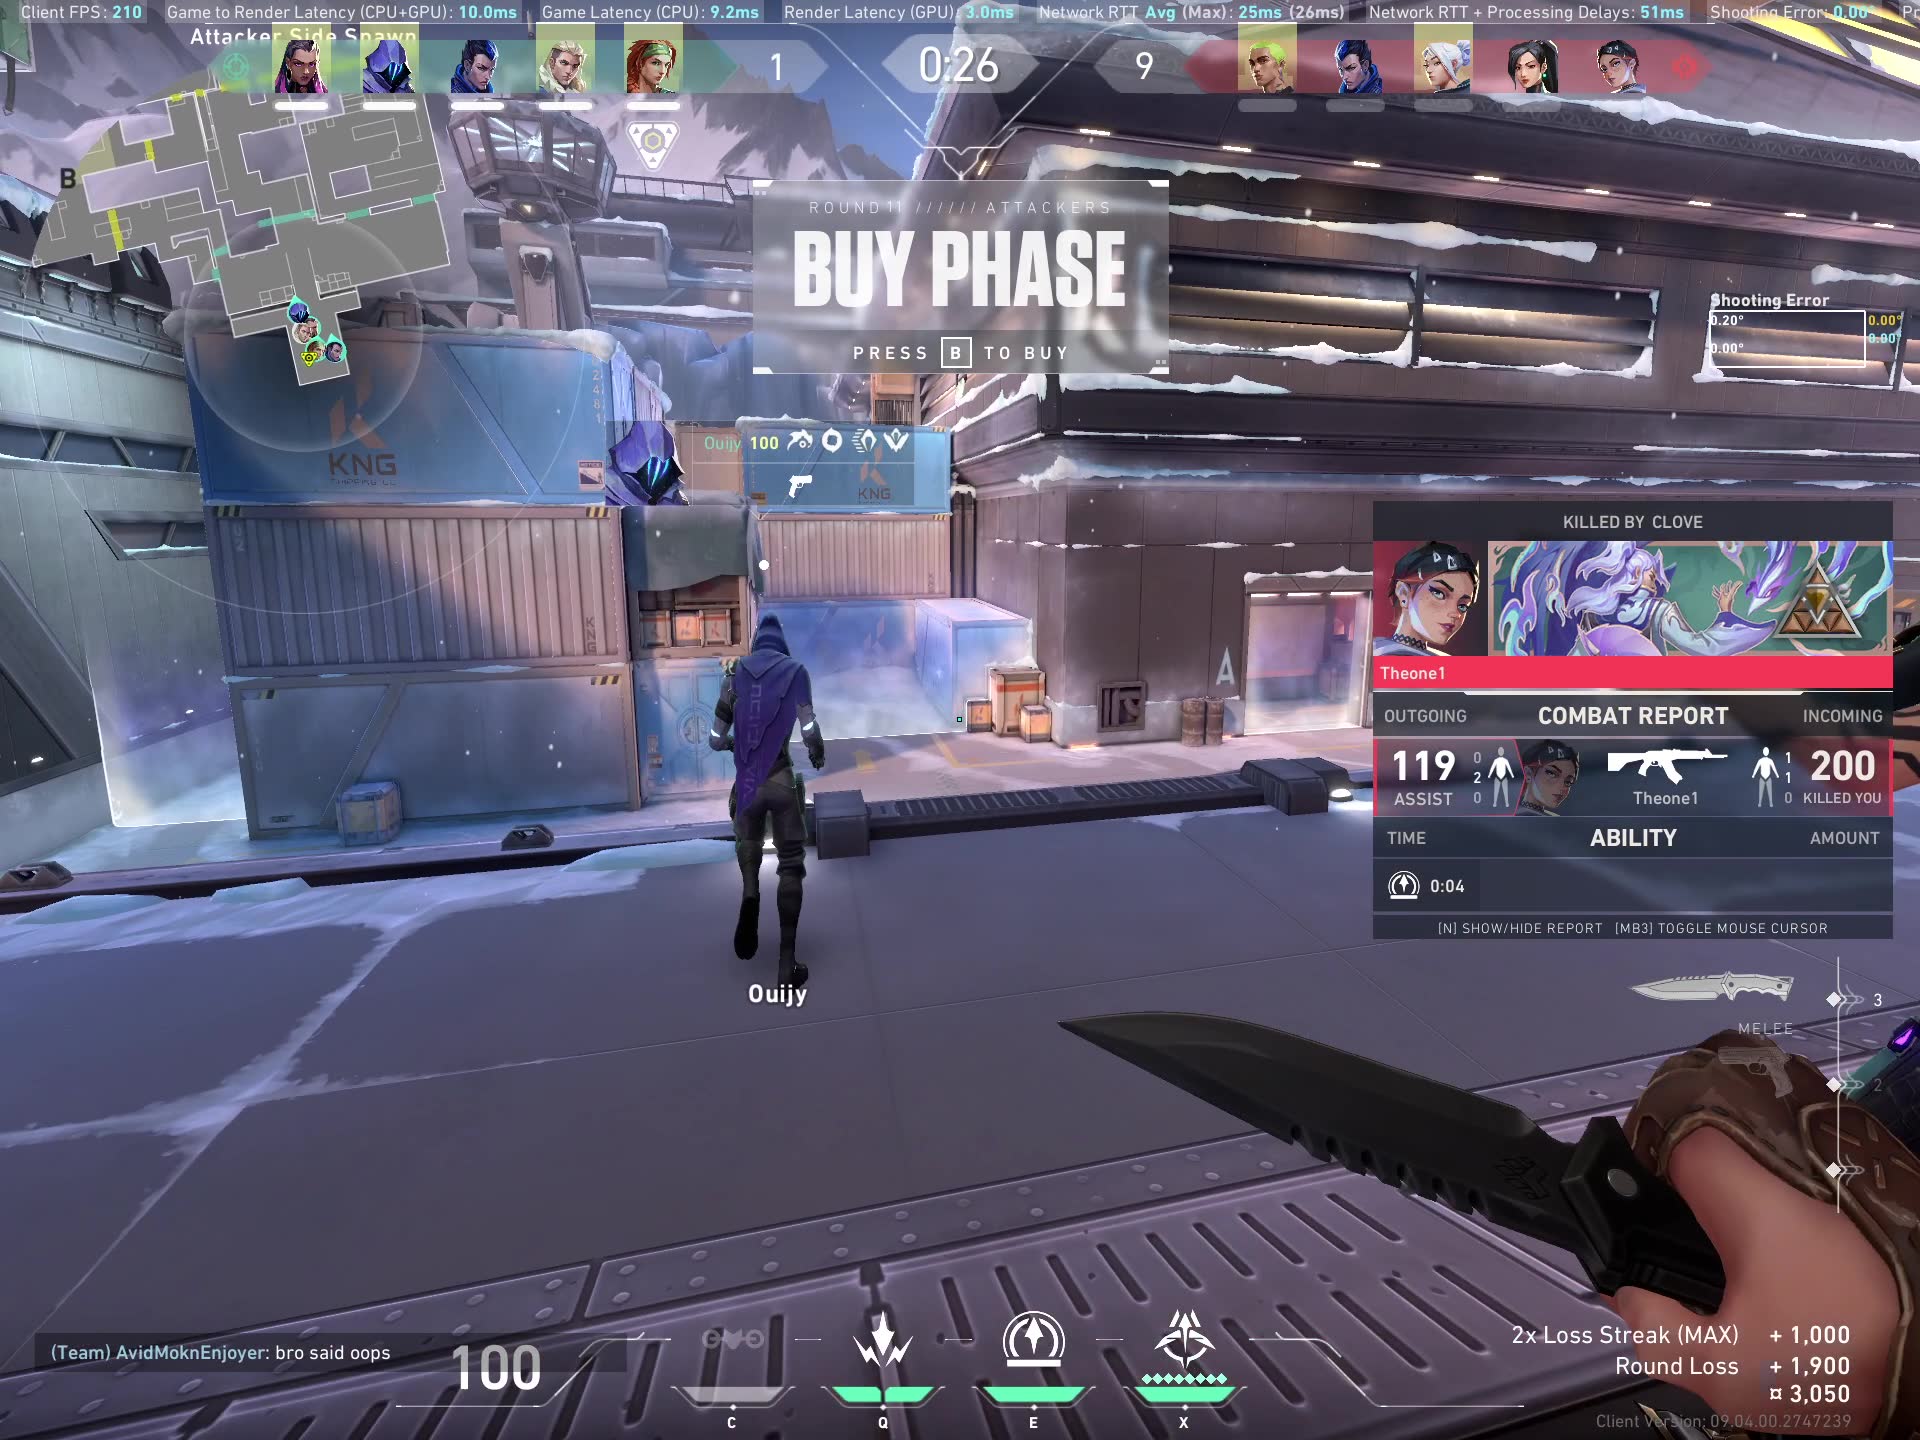 Client FPS: 210 Game to Render Latency (CPU+GPU): 10.0ms Game Latency (CPU): 9.2ms Render Latency (GPU): 3.0ms Network RTT Avg (Max): 25ms (26ms) Network RTT + Processing Delays: 51ms Shooting Error: 0.00°
Attacker Side Spawn
1
0:26
9
B
ROUND 11 ////// ATTACKERS
BUY PHASE
PRESS B TO BUY
Shooting Error
0.20°
0.00°
0.00°
0.00°
KNG
Ouijy 100
KNG
A
Ouijy
KILLED BY CLOVE
Theone1
OUTGOING COMBAT REPORT INCOMING
119
ASSIST
0
2
0
Theone1
1
1
0
200
KILLED YOU
TIME ABILITY AMOUNT
0:04
[N] SHOW/HIDE REPORT [MB3] TOGGLE MOUSE CURSOR
3
MELEE
2
1
(Team) AvidMoknEnjoyer: bro said oops
100
C
Q
E
X
2x Loss Streak (MAX) + 1,000
Round Loss + 1,900
¤ 3,050
Client Version: 09.04.00.2747239